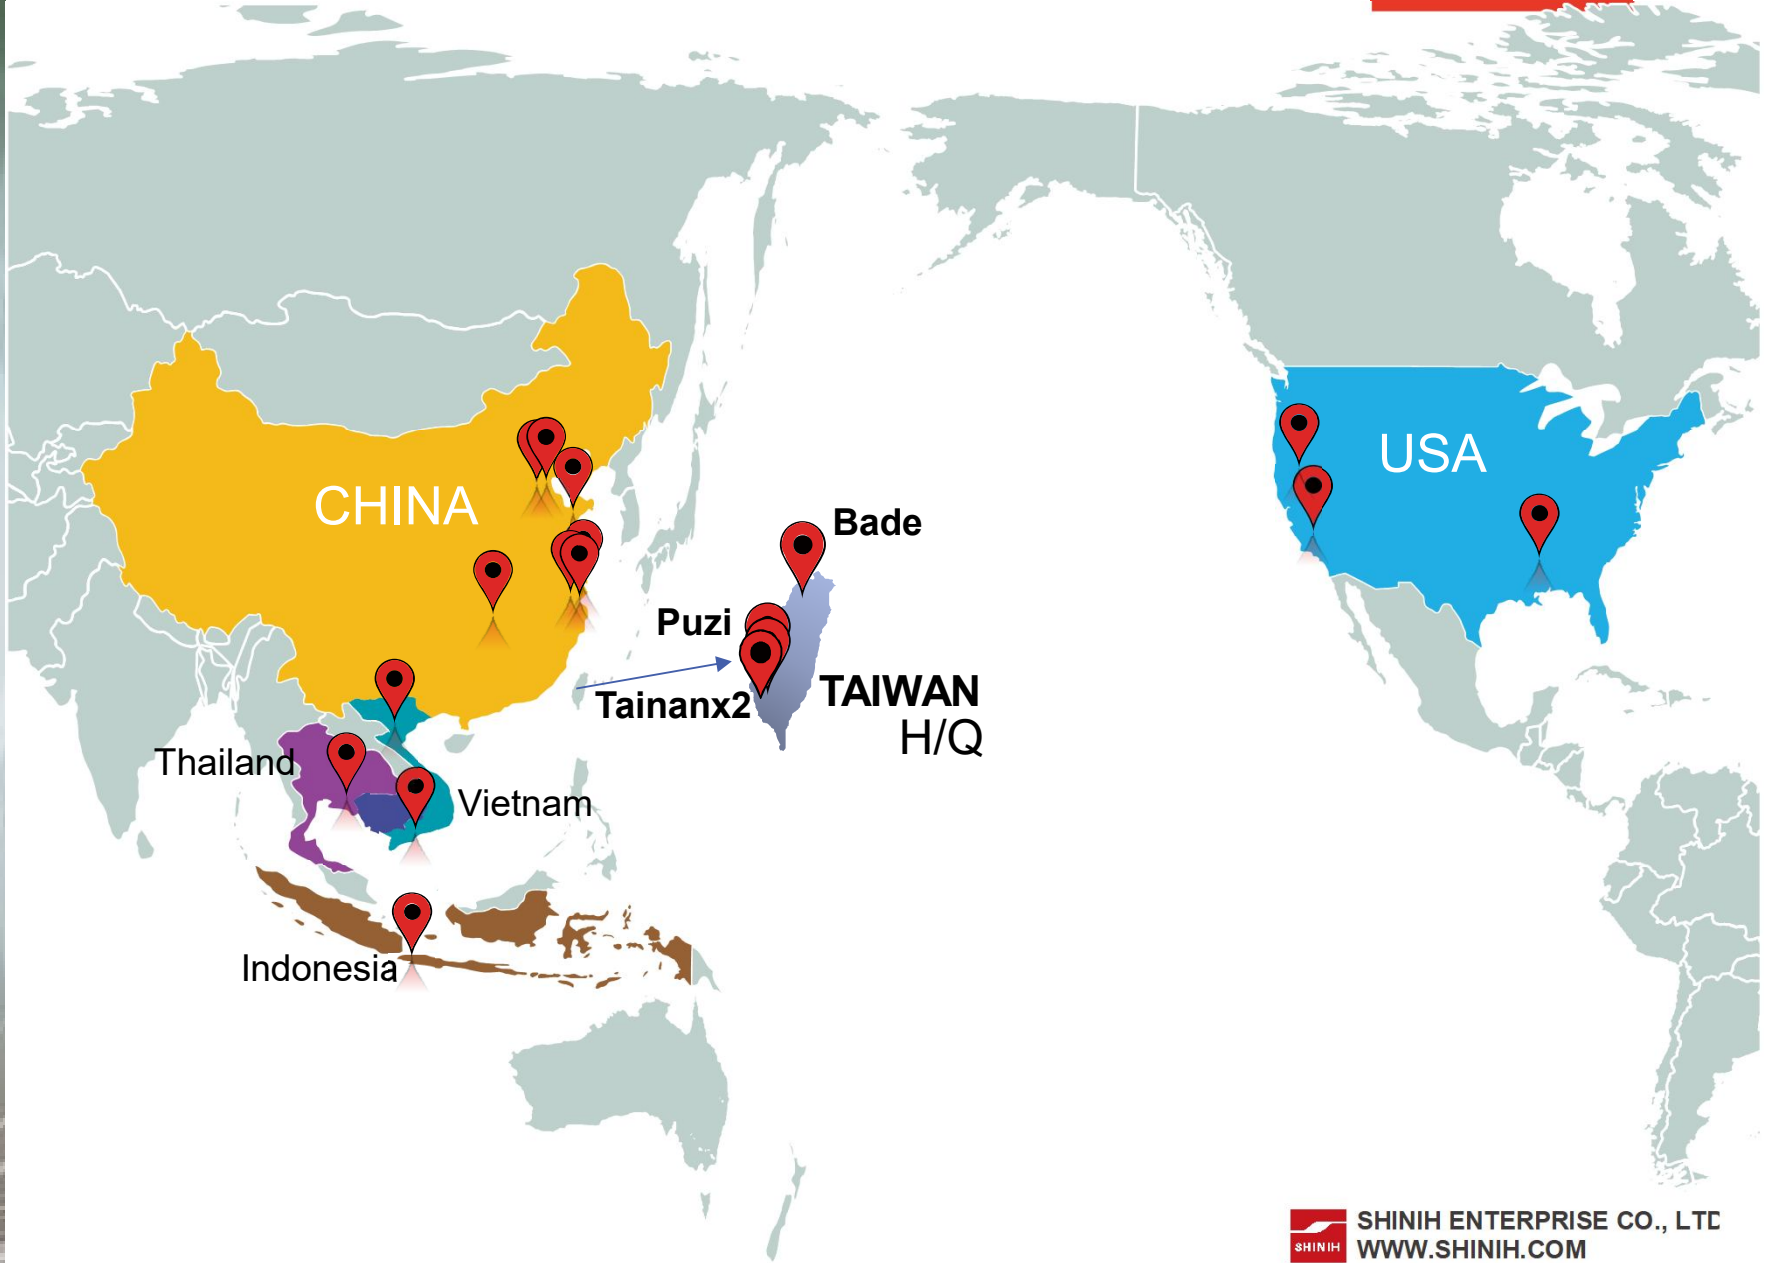 CHINA
USA
Bade
Puzi
Tainanx2
TAIWAN
H/Q
Thailand
Vietnam
Indonesia
SHINIH
SHINIH ENTERPRISE CO., LTD
WWW.SHINIH.COM